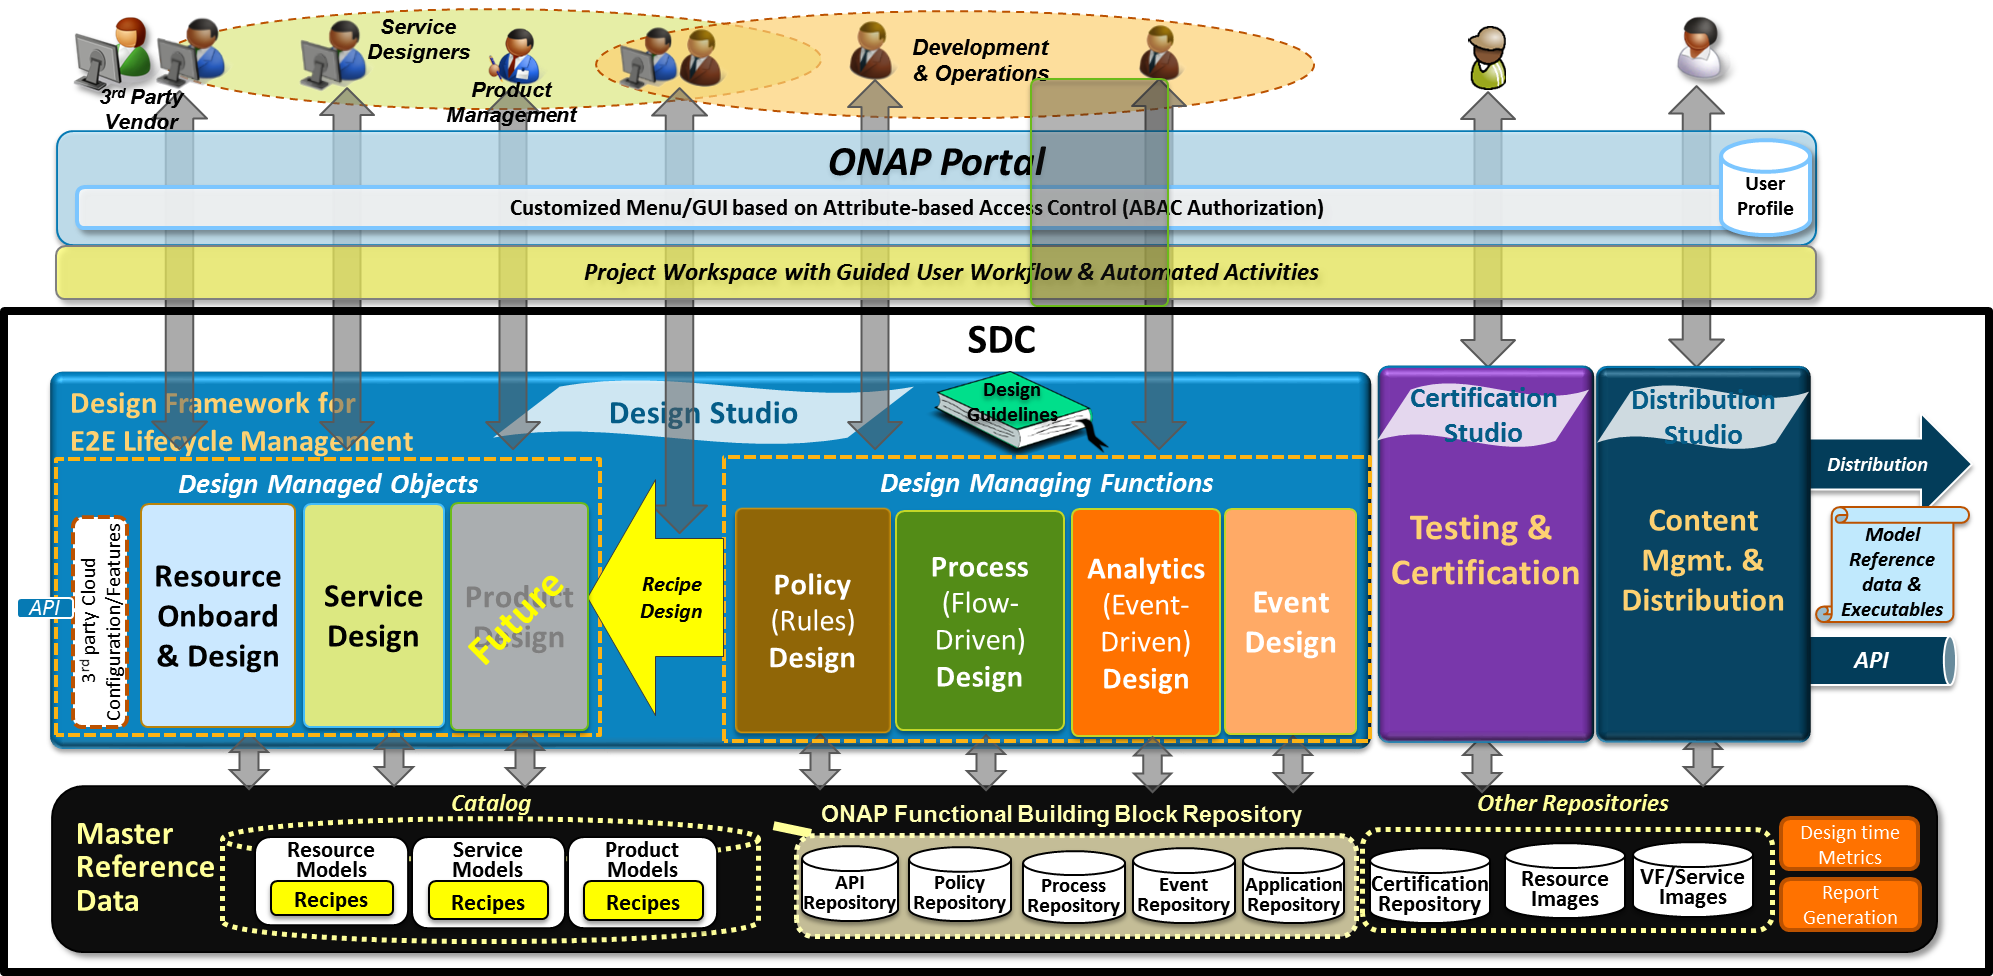 Service
Designers
Product
Management
3rd Party
Vendor
Development
& Operations
ONAP Portal
Customized Menu/GUI based on Attribute-based Access Control (ABAC Authorization)
User
Profile
Project Workspace with Guided User Workflow & Automated Activities
SDC
Design Framework for
E2E Lifecycle Management
Design Studio
Design
Guidelines
Certification
Studio
Distribution
Studio
Design Managed Objects
Design Managing Functions
API
3rd party Cloud
Configuration/Features
Resource
Onboard
& Design
Service
Design
Product
Design
Future
Recipe
Design
Policy
(Rules)
Design
Process
(Flow-
Driven)
Design
Analytics
(Event-
Driven)
Design
Event
Design
Testing &
Certification
Content
Mgmt. &
Distribution
Distribution
Model
Reference
data &
Executables
API
Master
Reference
Data
Catalog
Resource
Models
Recipes
Service
Models
Recipes
Product
Models
Recipes
ONAP Functional Building Block Repository
API
Repository
Policy
Repository
Process
Repository
Event
Repository
Application
Repository
Other Repositories
Certification
Repository
Resource
Images
VF/Service
Images
Design time
Metrics
Report
Generation